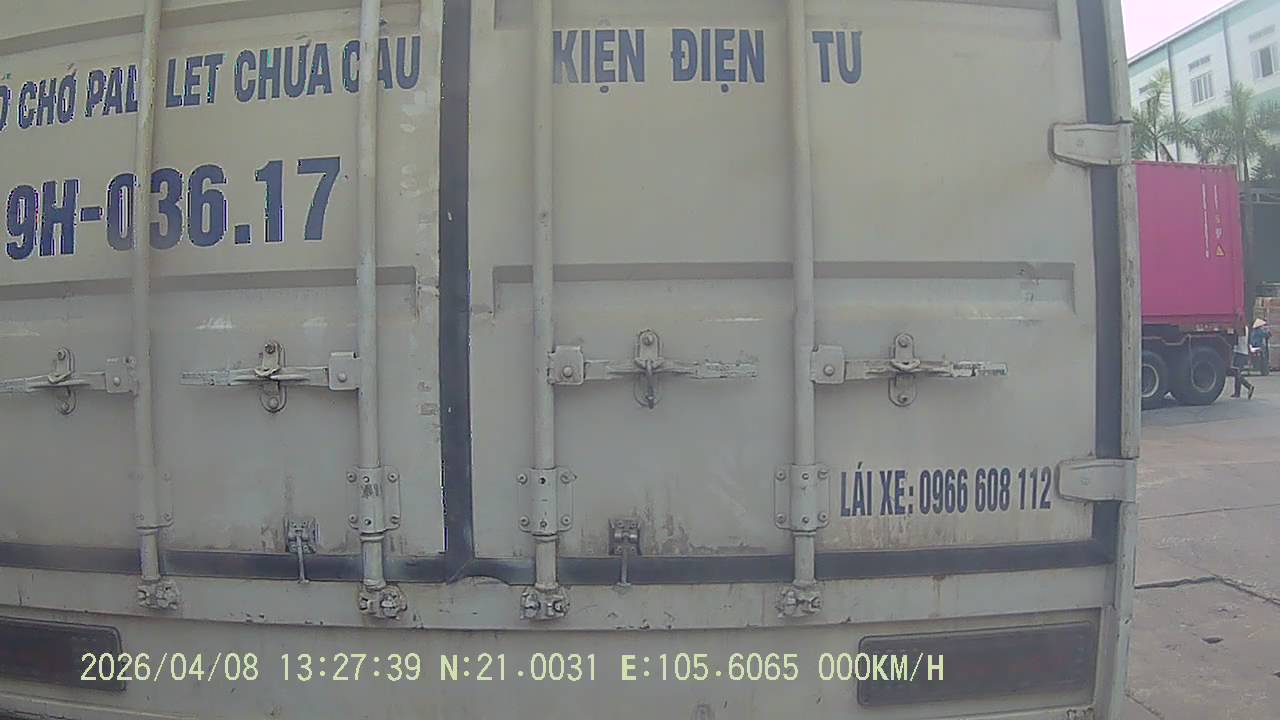 CHỞ PALLET CHỨA CẤU KIỆN ĐIỆN TỬ
9H-036.17
LÁI XE: 0966 608 112
2026/04/08 13:27:39 N:21.0031 E:105.6065 000KM/H